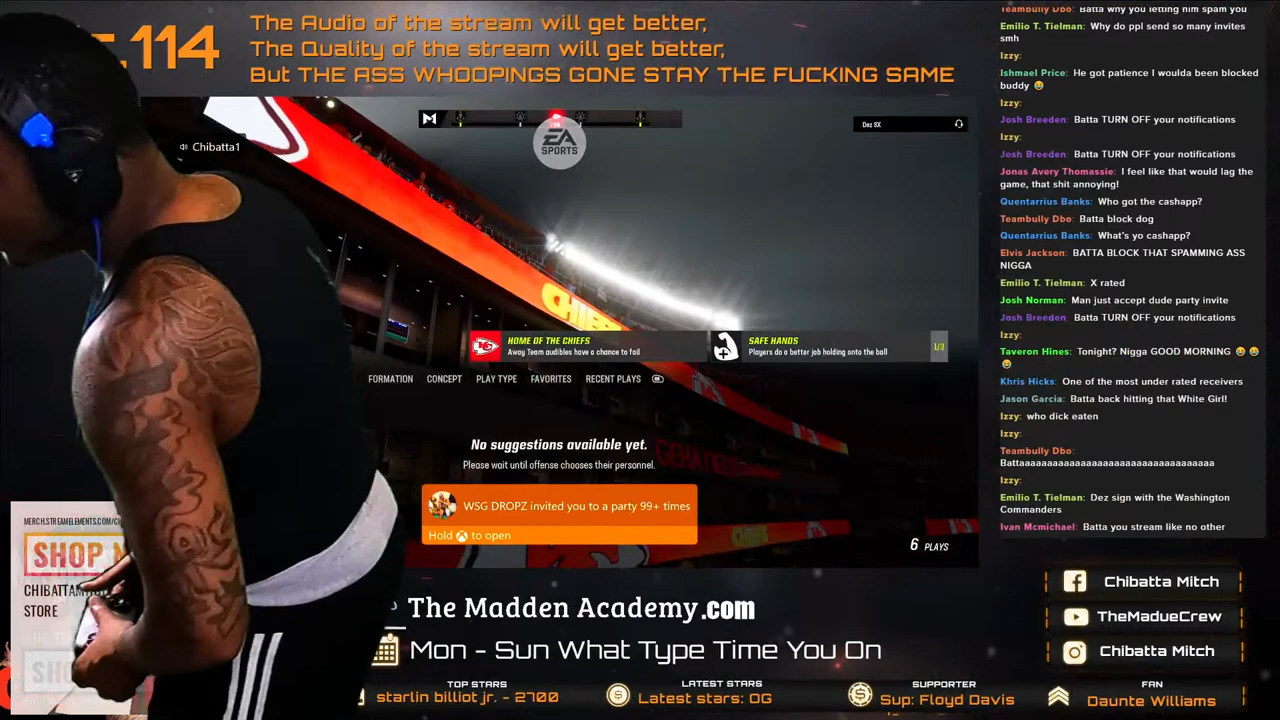 .114
The Audio of the stream will get better,
The Quality of the stream will get better,
But THE ASS WHOOPINGS GONE STAY THE FUCKING SAME
Chibatta1
EA
SPORTS
Dez SX
CHIEFS
HOME OF THE CHIEFS
Away Team audibles have a chance to fail
SAFE HANDS
Players do a better job holding onto the ball
1/3
FORMATION
CONCEPT
PLAY TYPE
FAVORITES
RECENT PLAYS
No suggestions available yet.
Please wait until offense chooses their personnel.
WSG DROPZ invited you to a party 99+ times
Hold to open
6 PLAYS
MERCH.STREAMELEMENTS.COM/CH
SHOP N
CHIBATTAM
STORE
The Madden Academy.com
Mon - Sun What Type Time You On
TOP STARS
starlin billiot jr. - 2700
LATEST STARS
Latest stars: OG
SUPPORTER
Sup: Floyd Davis
FAN
Daunte Williams
Teambully Dbo: Batta why you letting him spam you
Emilio T. Tielman: Why do ppl send so many invites
smh
Izzy:
Ishmael Price: He got patience I woulda been blocked
buddy 😂
Izzy:
Josh Breeden: Batta TURN OFF your notifications
Izzy:
Josh Breeden: Batta TURN OFF your notifications
Jonas Avery Thomassie: I feel like that would lag the
game, that shit annoying!
Quentarrius Banks: Who got the cashapp?
Teambully Dbo: Batta block dog
Quentarrius Banks: What's yo cashapp?
Elvis Jackson: BATTA BLOCK THAT SPAMMING ASS
NIGGA
Emilio T. Tielman: X rated
Josh Norman: Man just accept dude party invite
Josh Breeden: Batta TURN OFF your notifications
Izzy:
Taveron Hines: Tonight? Nigga GOOD MORNING 😂 😂
😂
Khris Hicks: One of the most under rated receivers
Jason Garcia: Batta back hitting that White Girl!
Izzy: who dick eaten
Izzy:
Teambully Dbo:
Battaaaaaaaaaaaaaaaaaaaaaaaaaaaaaaaaa
Izzy:
Emilio T. Tielman: Dez sign with the Washington
Commanders
Ivan Mcmichael: Batta you stream like no other
Chibatta Mitch
TheMadueCrew
Chibatta Mitch